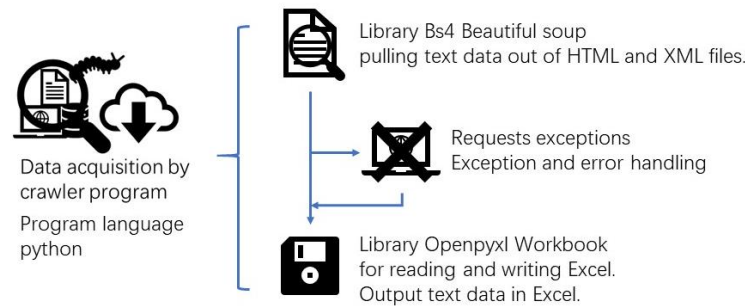 Data acquisition by
crawler program
Program language
python
Library Bs4 Beautiful soup
pulling text data out of HTML and XML files.
Requests exceptions
Exception and error handling
Library Openpyxl Workbook
for reading and writing Excel.
Output text data in Excel.